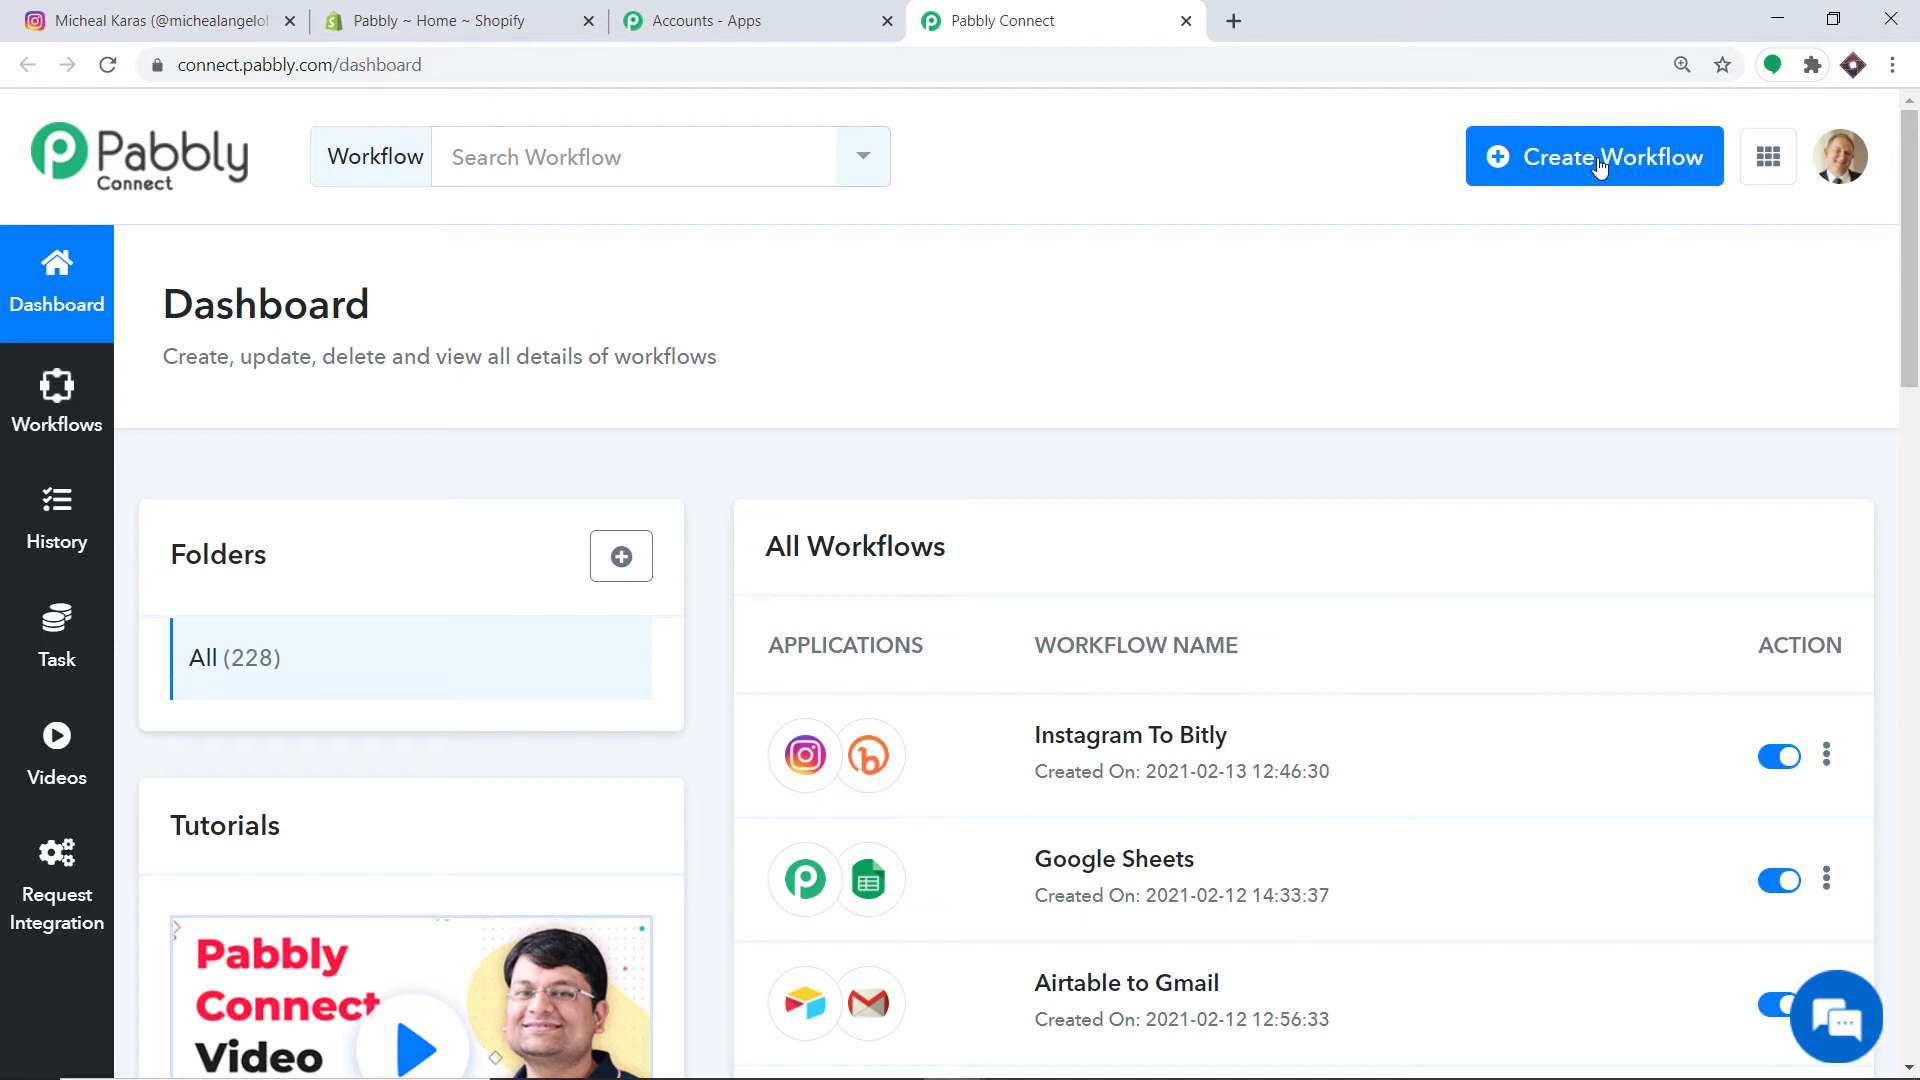 Micheal Karas (@michealangelol
Pabbly ~ Home ~ Shopify
Accounts - Apps
Pabbly Connect
connect.pabbly.com/dashboard
Pabbly
Connect
Workflow
Search Workflow
Create Workflow
Dashboard
Workflows
History
Task
Videos
Request
Integration
Dashboard
Create, update, delete and view all details of workflows
Folders
All (228)
Tutorials
Pabbly
Connect
Video
All Workflows
APPLICATIONS
WORKFLOW NAME
ACTION
Instagram To Bitly
Created On: 2021-02-13 12:46:30
Google Sheets
Created On: 2021-02-12 14:33:37
Airtable to Gmail
Created On: 2021-02-12 12:56:33